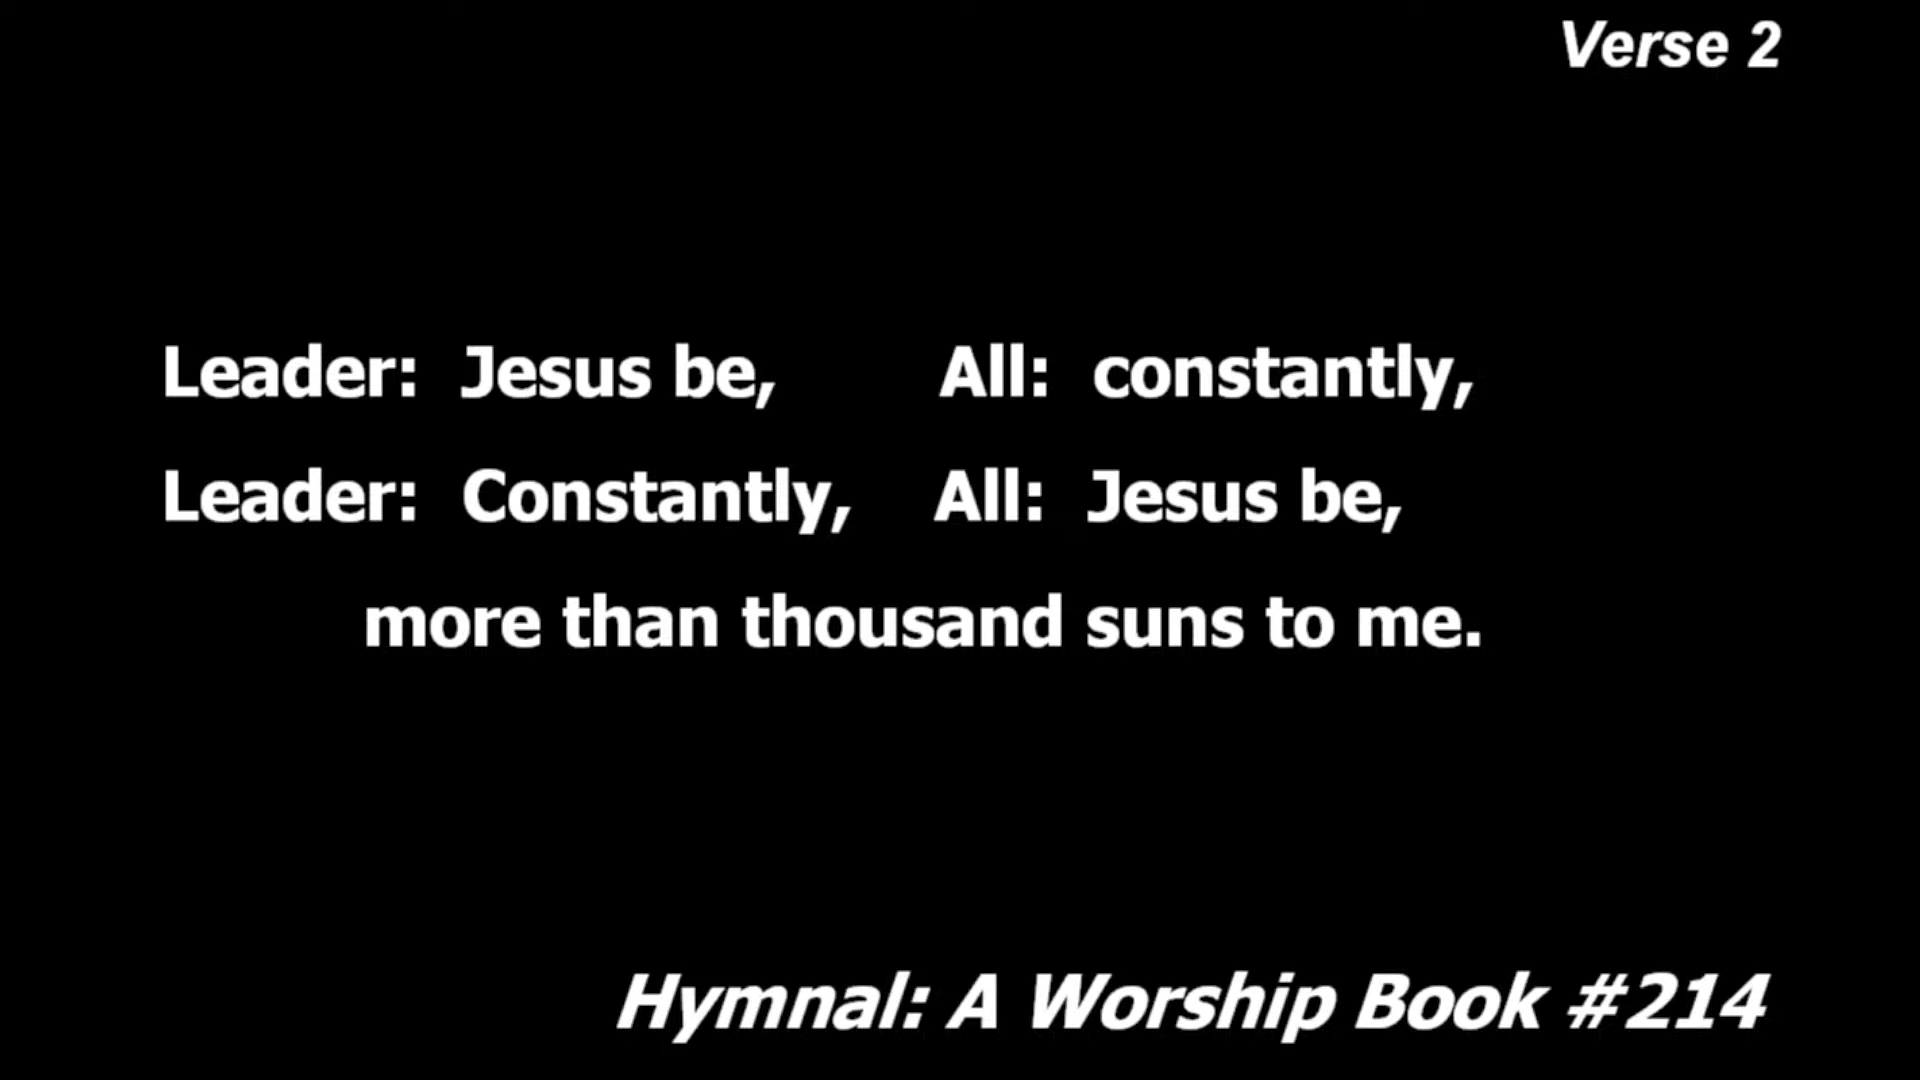 Verse 2
Leader: Jesus be, All: constantly,
Leader: Constantly, All: Jesus be,
more than thousand suns to me.
Hymnal: A Worship Book #214